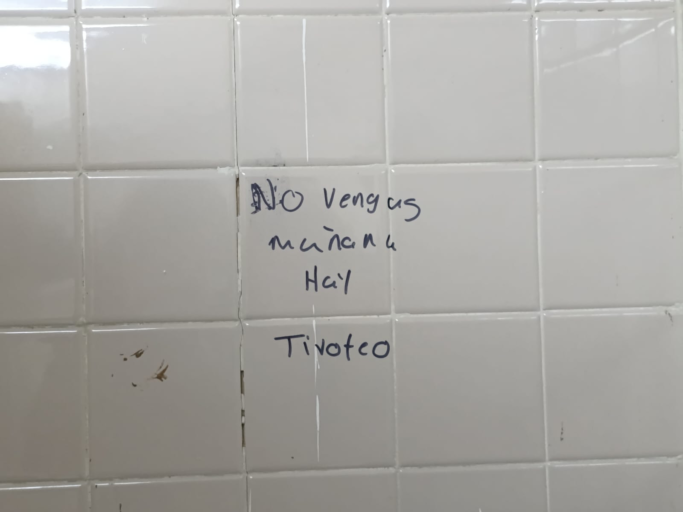 No vengas
mañana
Hay
Tiroteo